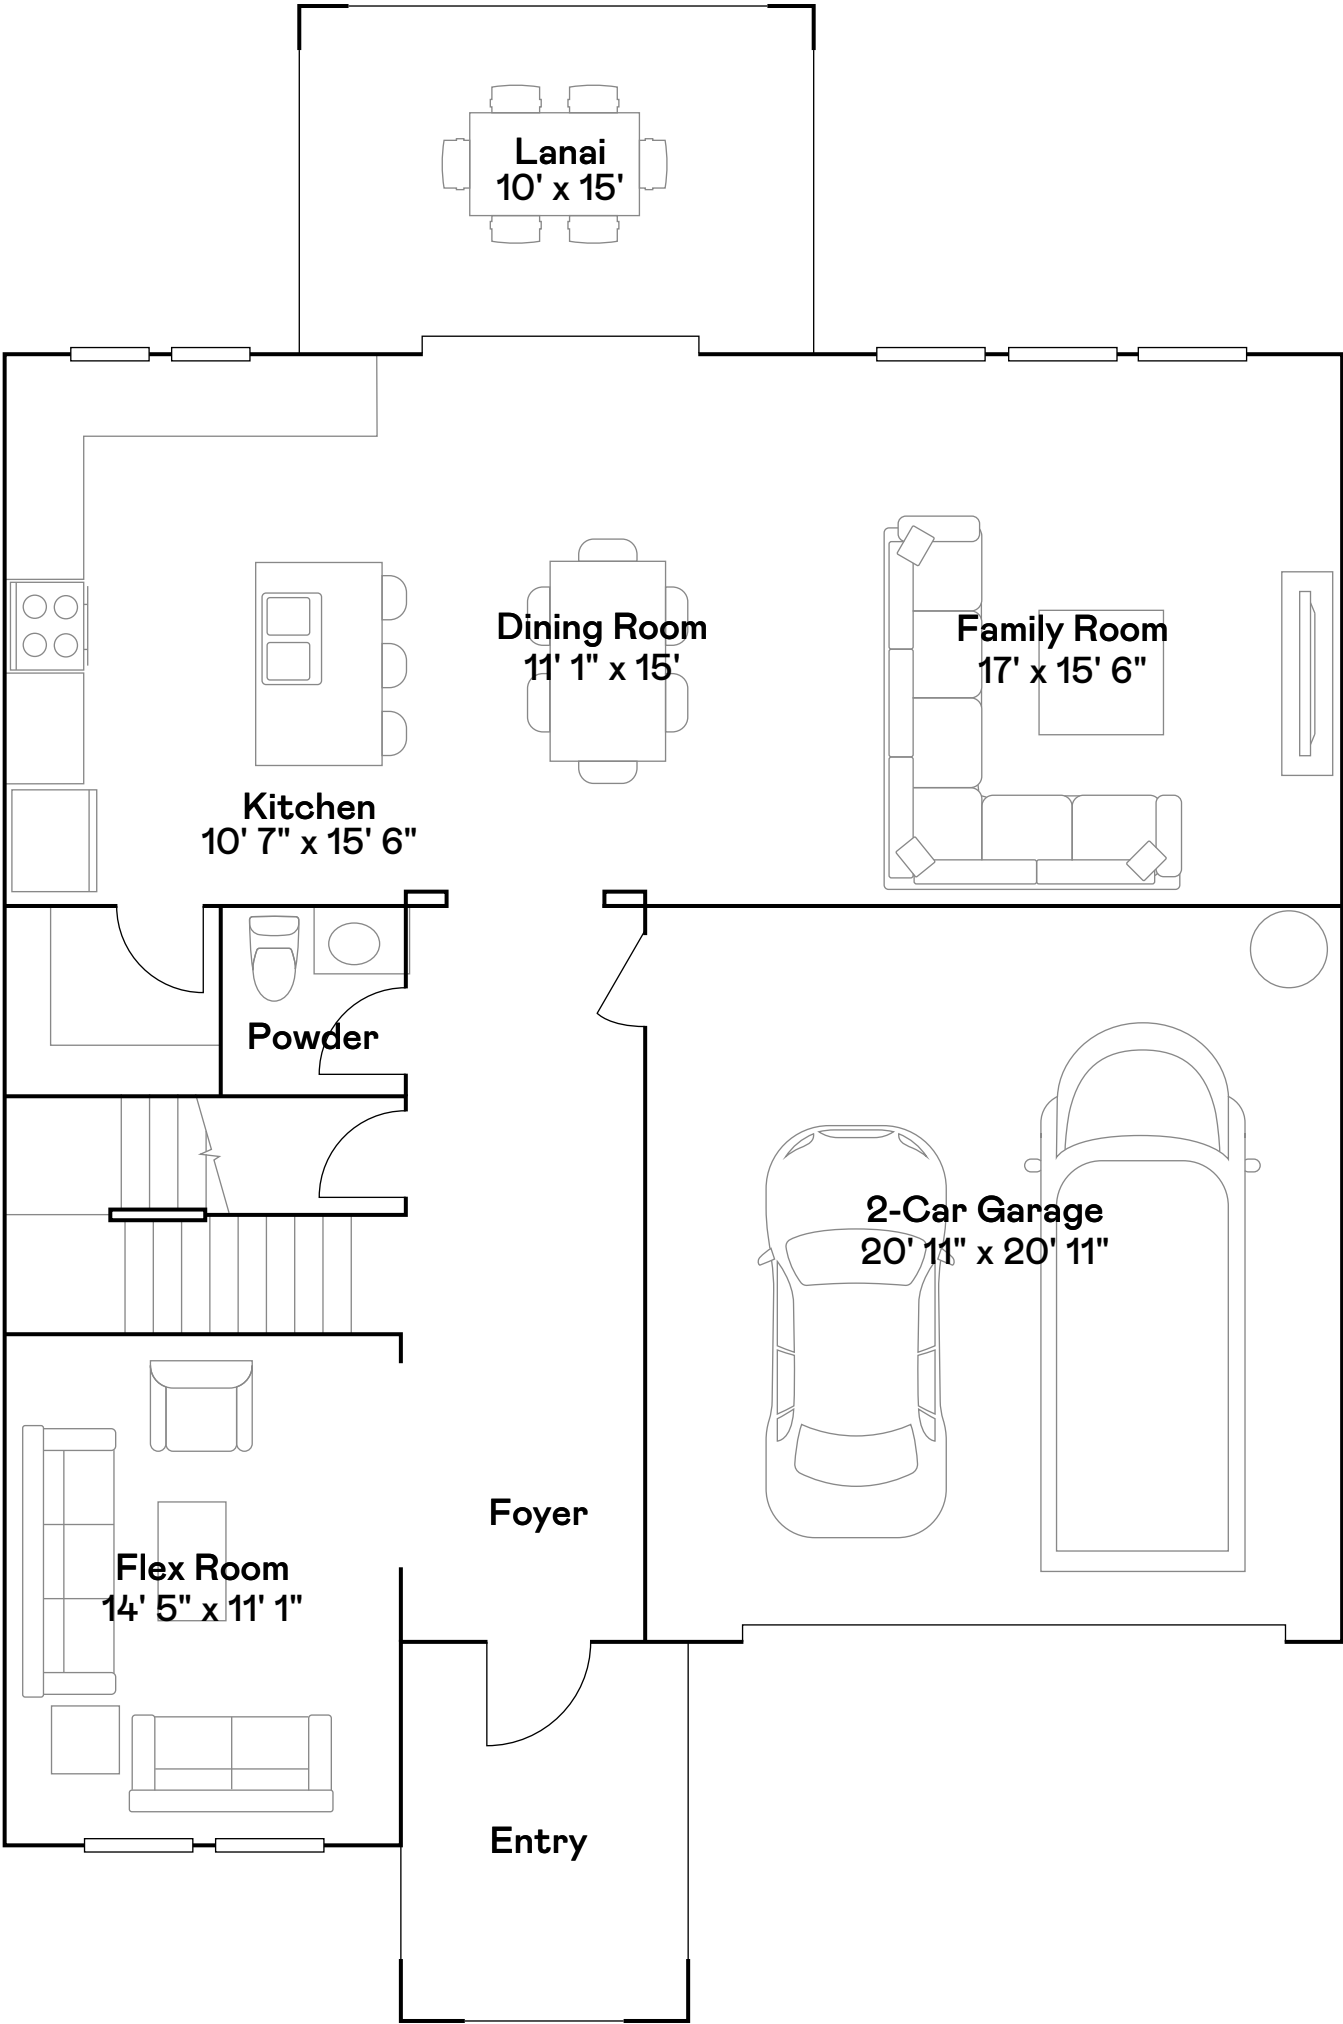 Lanai
10' x 15'
Dining Room
11' 1" x 15'
Family Room
17' x 15' 6"
Kitchen
10' 7" x 15' 6"
Powder
2-Car Garage
20' 11" x 20' 11"
Foyer
Flex Room
14' 5" x 11' 1"
Entry